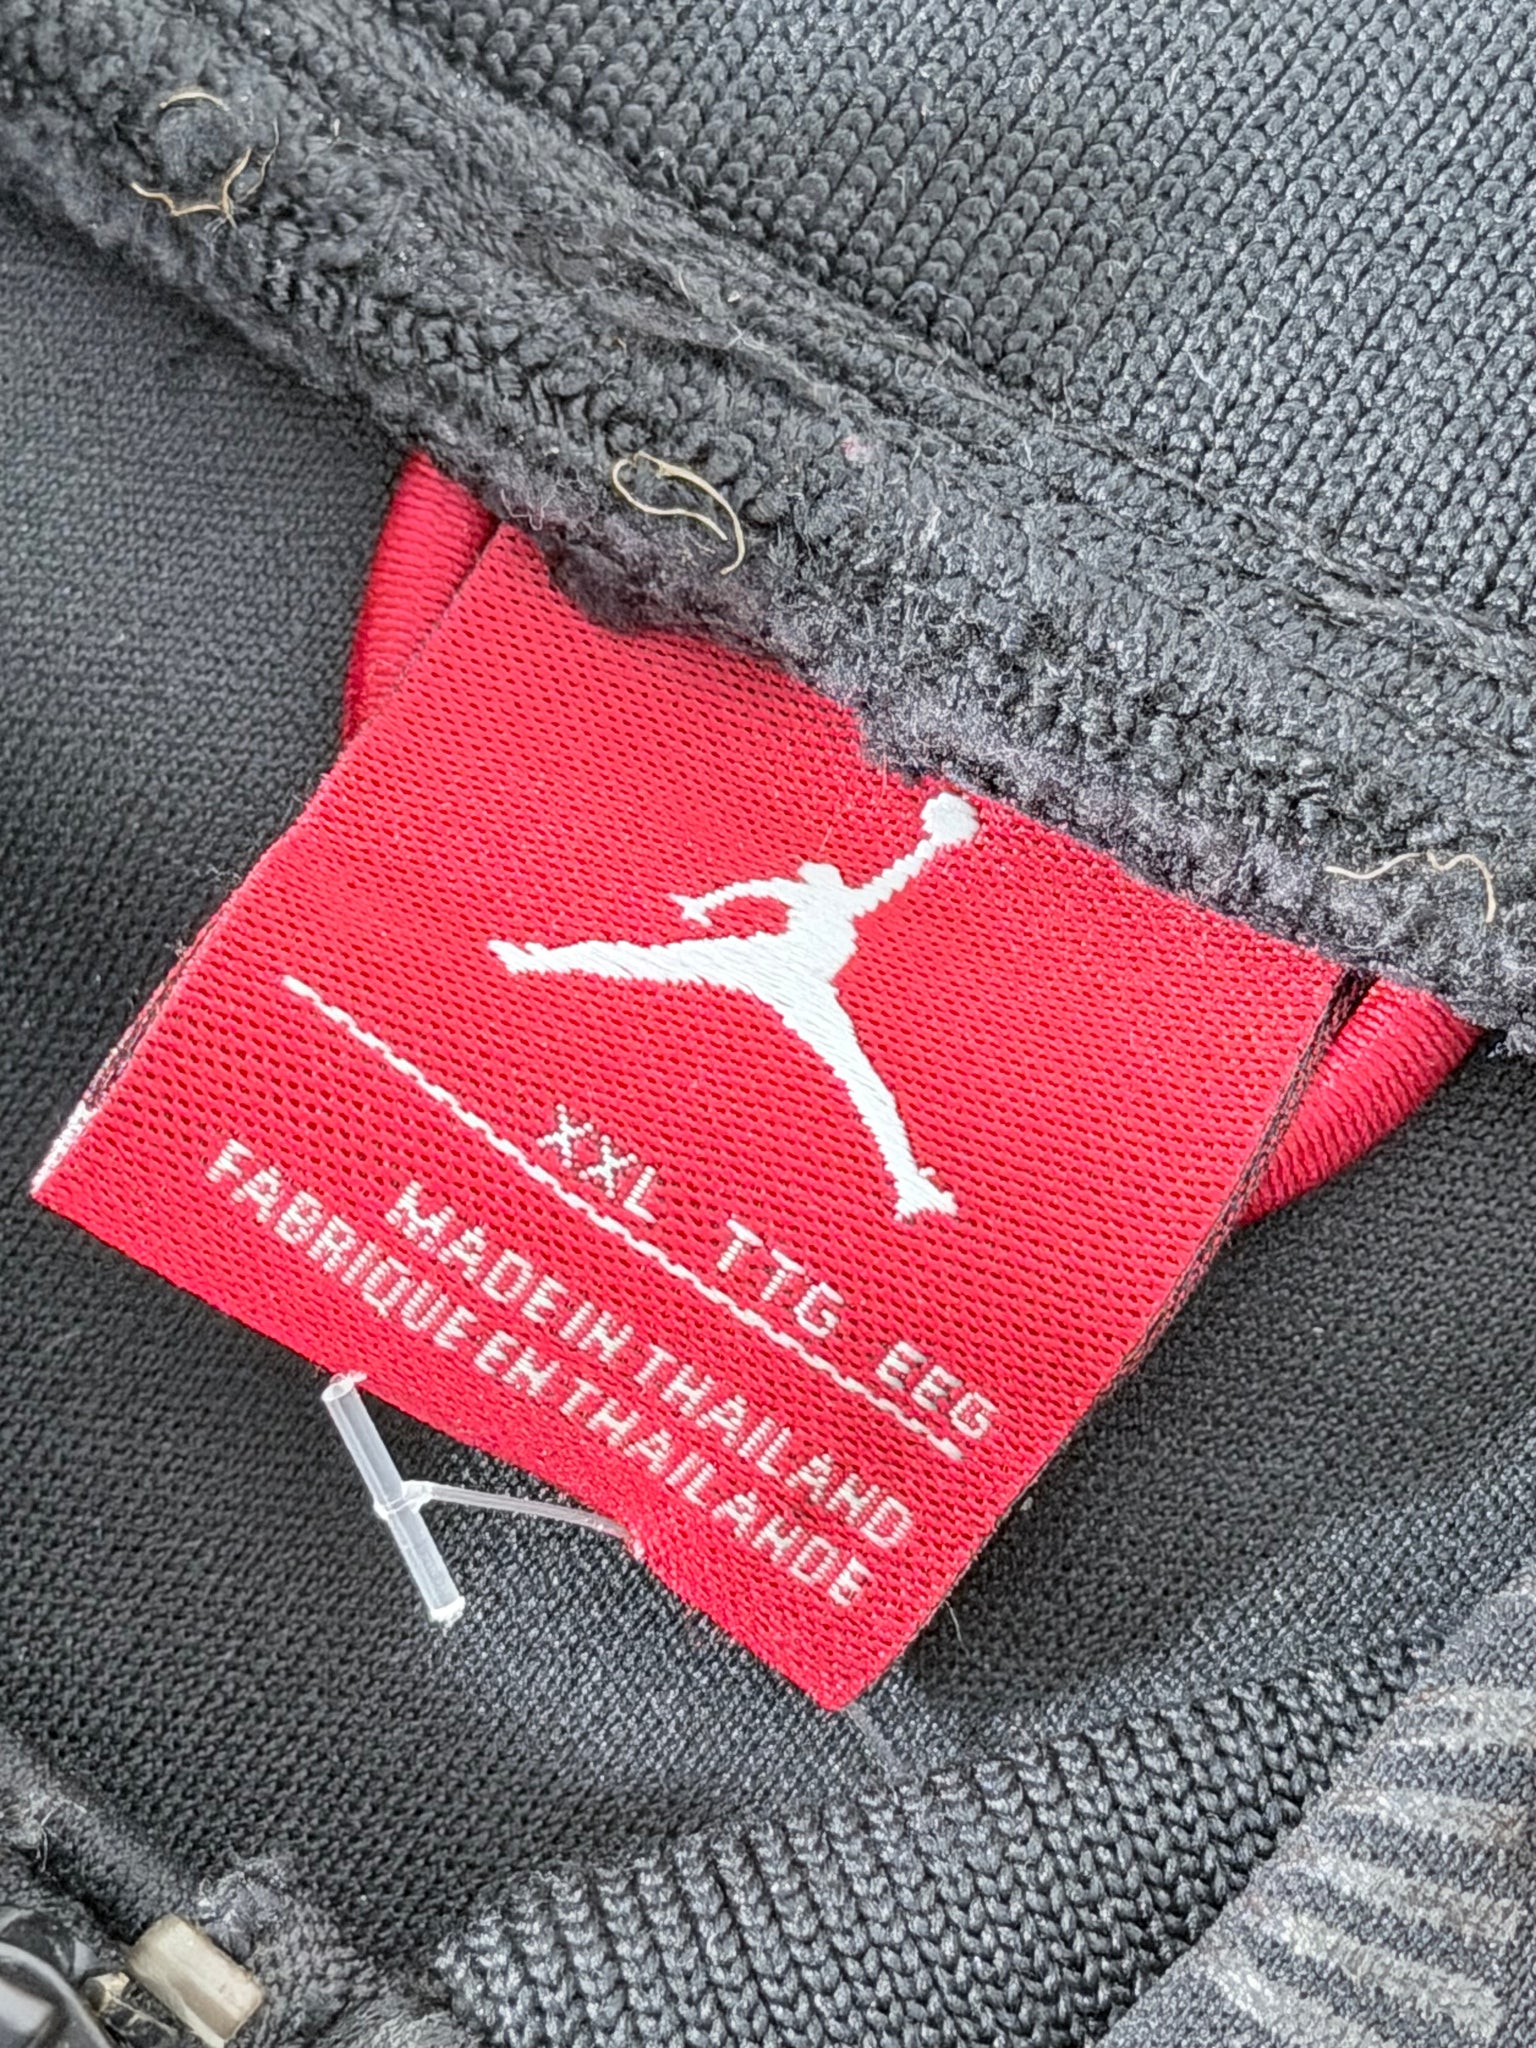 XXL TTG EEG
MADE IN THAILAND
FABRIQUE EN THAILANDE